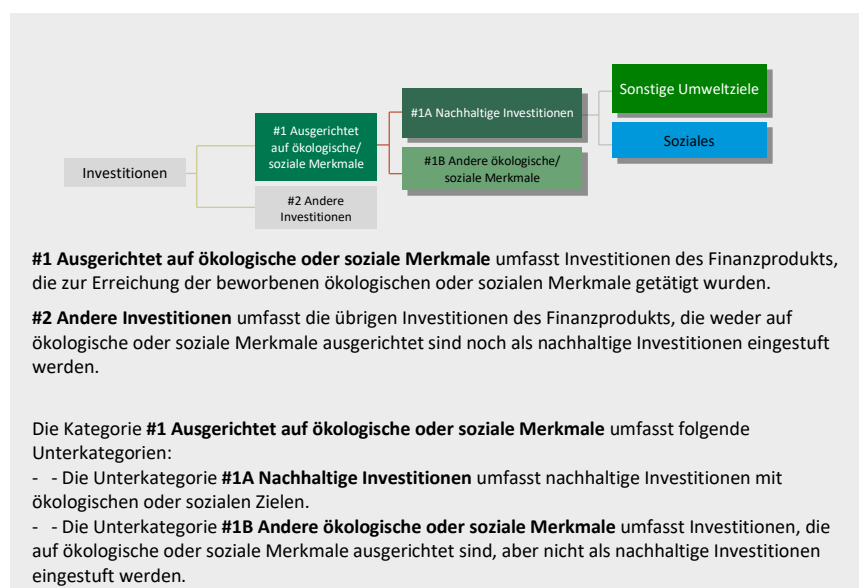 Sonstige Umweltziele
#1A Nachhaltige Investitionen
#1 Ausgerichtet
auf ökologische/
soziale Merkmale
Soziales
#1B Andere ökologische/
soziale Merkmale
Investitionen
#2 Andere
Investitionen
#1 Ausgerichtet auf ökologische oder soziale Merkmale umfasst Investitionen des Finanzprodukts,
die zur Erreichung der beworbenen ökologischen oder sozialen Merkmale getätigt wurden.
#2 Andere Investitionen umfasst die übrigen Investitionen des Finanzprodukts, die weder auf
ökologische oder soziale Merkmale ausgerichtet sind noch als nachhaltige Investitionen eingestuft
werden.
Die Kategorie #1 Ausgerichtet auf ökologische oder soziale Merkmale umfasst folgende
Unterkategorien:
- - Die Unterkategorie #1A Nachhaltige Investitionen umfasst nachhaltige Investitionen mit
ökologischen oder sozialen Zielen.
- - Die Unterkategorie #1B Andere ökologische oder soziale Merkmale umfasst Investitionen, die
auf ökologische oder soziale Merkmale ausgerichtet sind, aber nicht als nachhaltige Investitionen
eingestuft werden.